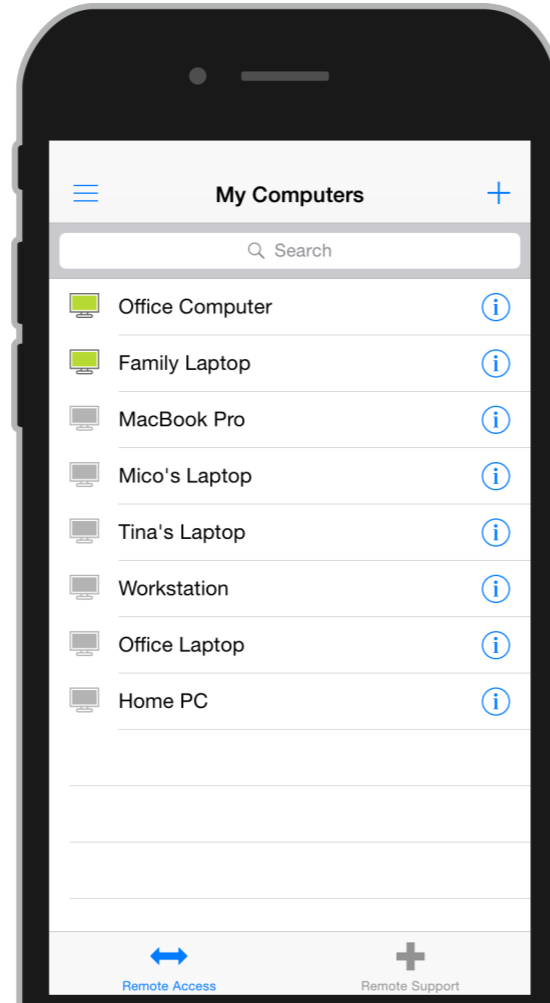 My Computers
Search
Office Computer
Family Laptop
MacBook Pro
Mico's Laptop
Tina's Laptop
Workstation
Office Laptop
Home PC
Remote Access Remote Support